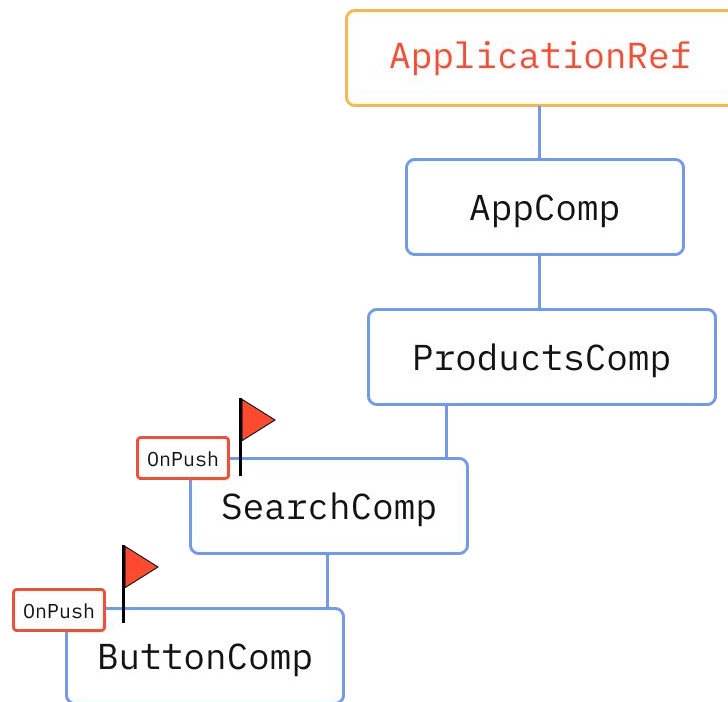 ApplicationRef
AppComp
ProductsComp
OnPush
SearchComp
OnPush
ButtonComp